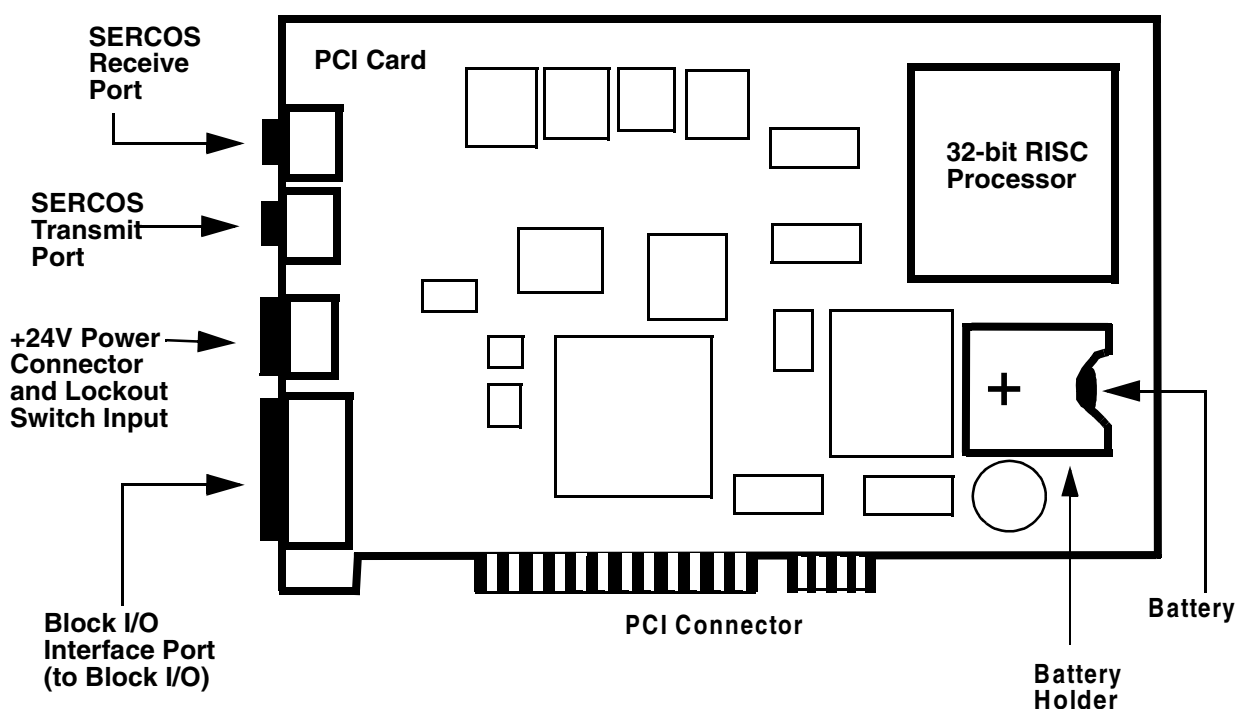 SERCOS
Receive
Port
PCI Card
32-bit RISC
Processor
SERCOS
Transmit
Port
+24V Power
Connector
and Lockout
Switch Input
+
Block I/O
Interface Port
(to Block I/O)
PCI Connector
Battery
Battery
Holder